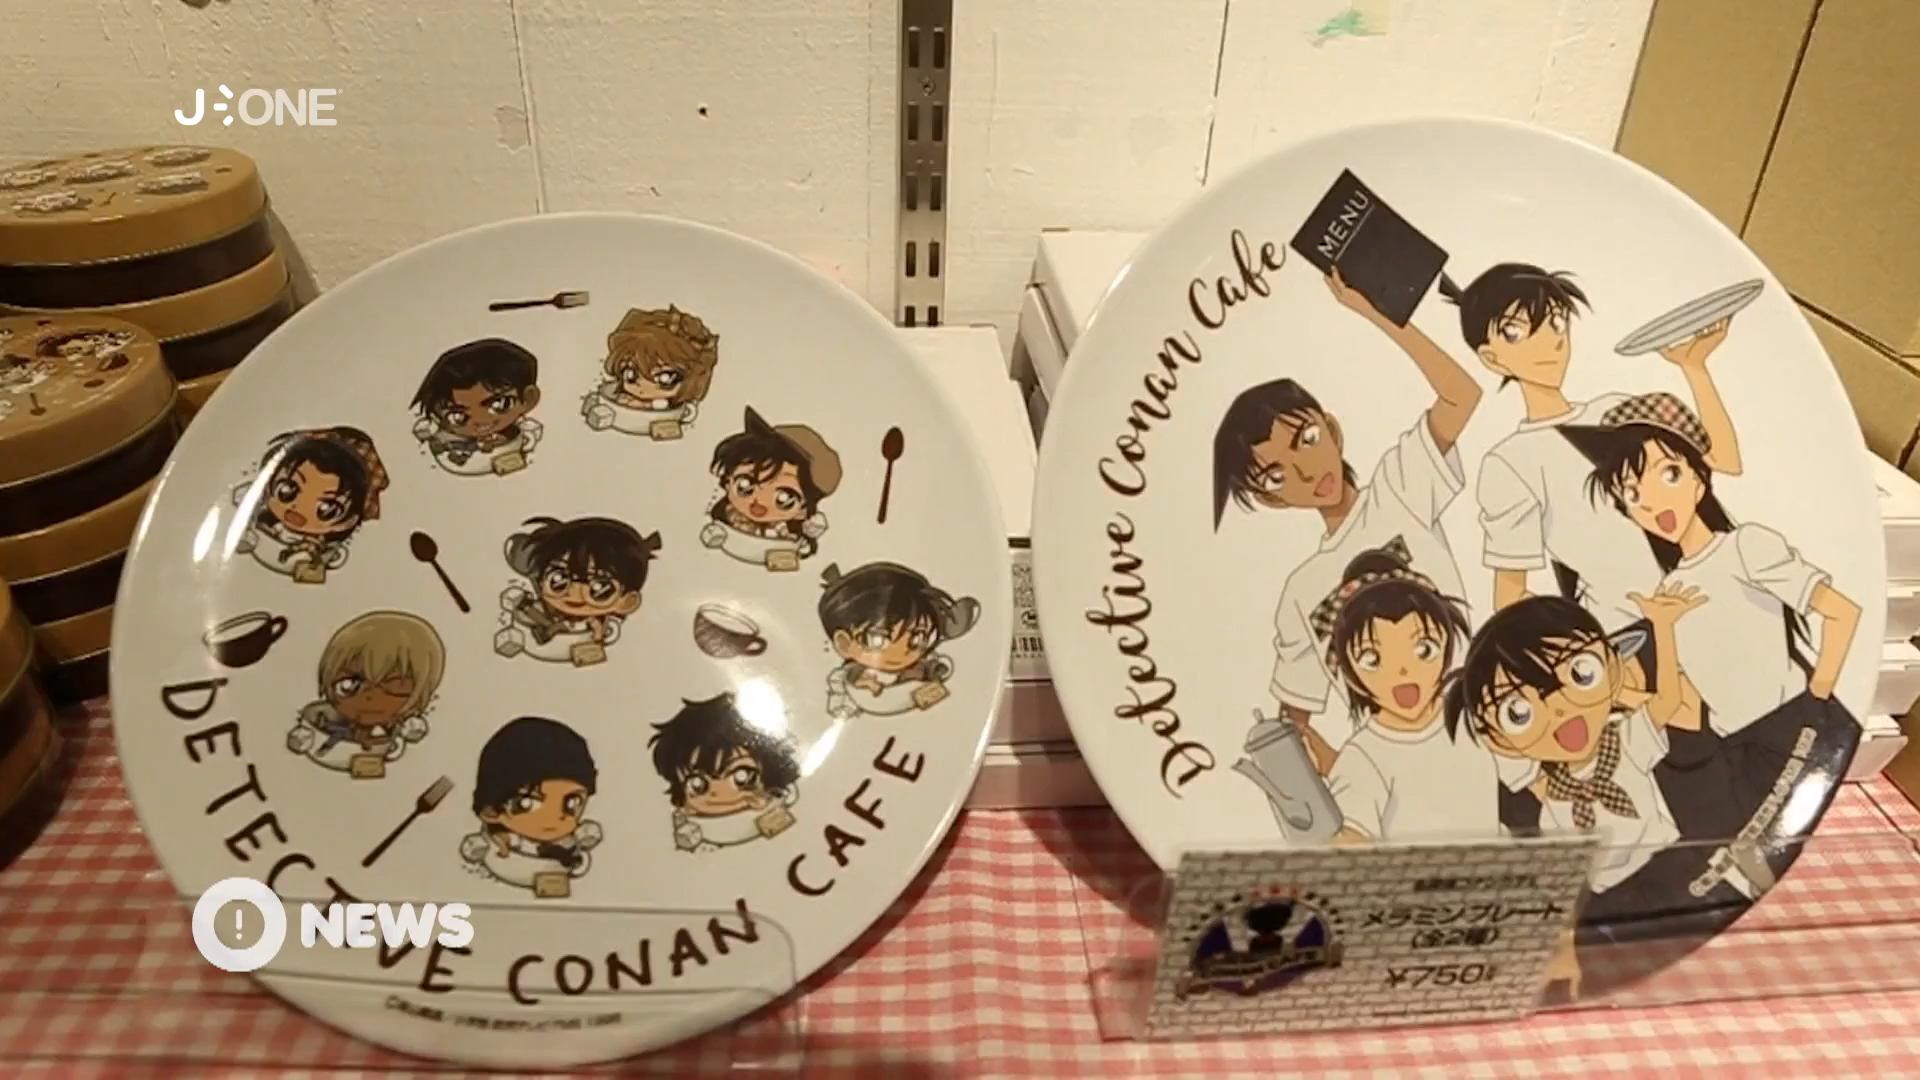 J:ONE
MENU
Detective Conan Cafe
DETECTIVE CONAN CAFE
NEWS
メラミンプレート
(全2種)
¥750